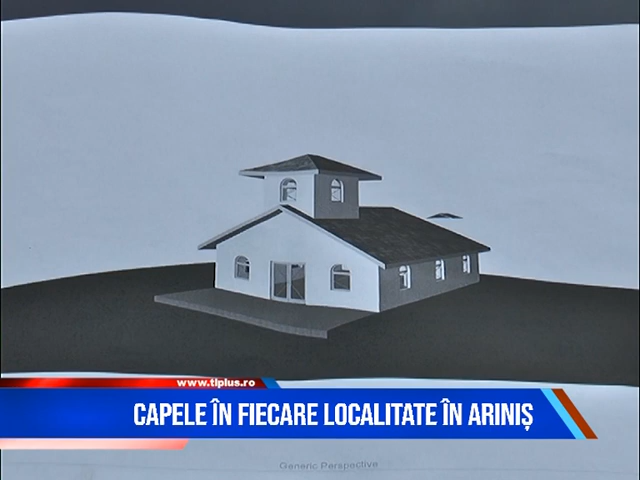 www.tlplus.ro
CAPELE ÎN FIECARE LOCALITATE ÎN ARINIȘ
Generic Perspective